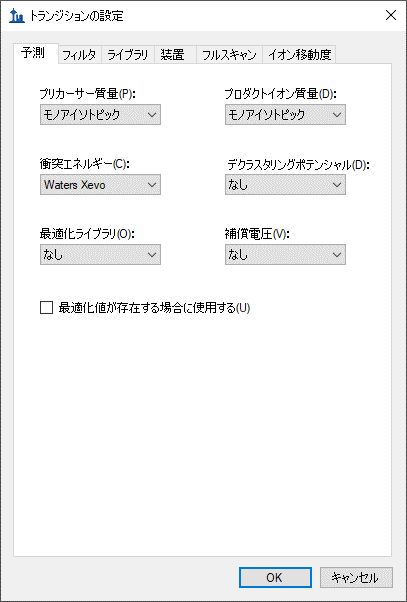 トランジションの設定
予測 フィルタ ライブラリ 装置 フルスキャン イオン移動度
プリカーサー質量(P): プロダクトイオン質量(D):
モノアイソトピック モノアイソトピック
衝突エネルギー(C): デクラスタリングポテンシャル(D):
Waters Xevo なし
最適化ライブラリ(O): 補償電圧(V):
なし なし
最適化値が存在する場合に使用する(U)
OK キャンセル